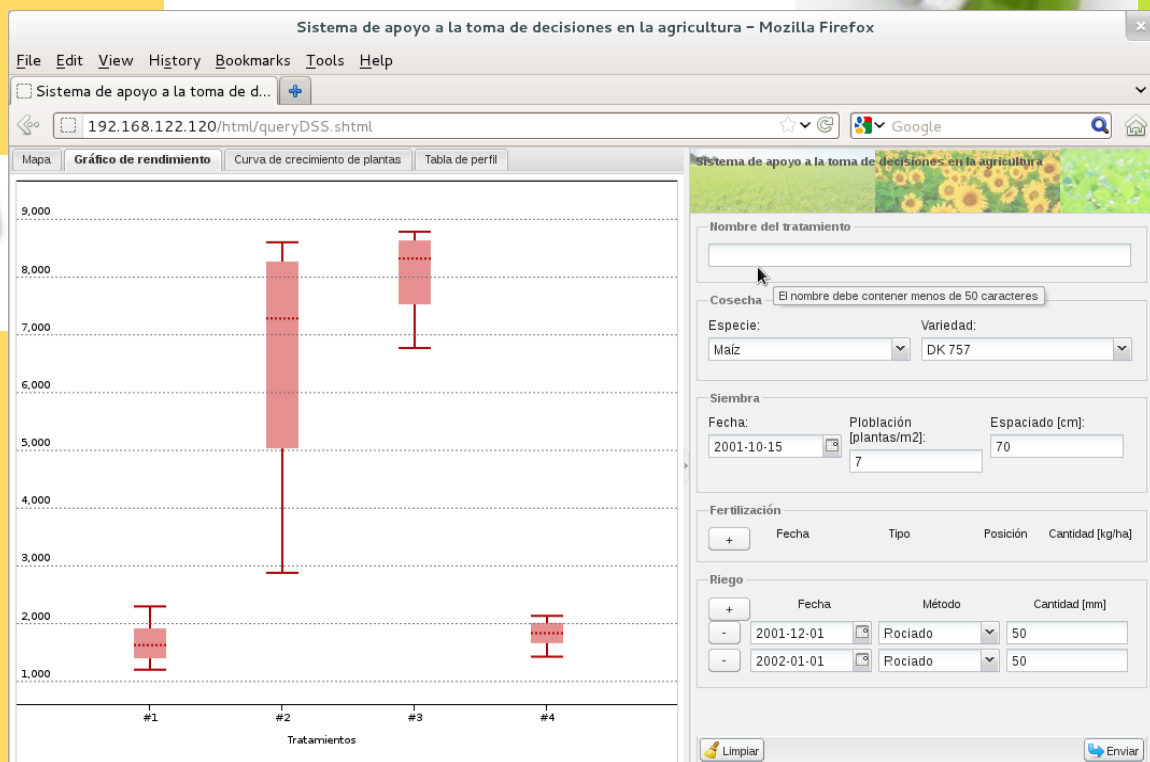 Sistema de apoyo a la toma de decisiones en la agricultura – Mozilla Firefox
File Edit View History Bookmarks Tools Help
Sistema de apoyo a la toma de d...
192.168.122.120/html/queryDSS.shtml
Google
Mapa Gráfico de rendimiento Curva de crecimiento de plantas Tabla de perfil
9,000
8,000
7,000
6,000
5,000
4,000
3,000
2,000
1,000
#1 #2 #3 #4
Tratamientos
Sistema de apoyo a la toma de decisiones en la agricultura
Nombre del tratamiento
El nombre debe contener menos de 50 caracteres
Cosecha
Especie: Variedad:
Maíz DK 757
Siembra
Fecha: Ploblación [plantas/m2]: Espaciado [cm]:
2001-10-15 7 70
Fertilización
+ Fecha Tipo Posición Cantidad [kg/ha]
Riego
+ Fecha Método Cantidad [mm]
- 2001-12-01 Rociado 50
- 2002-01-01 Rociado 50
Limpiar Enviar